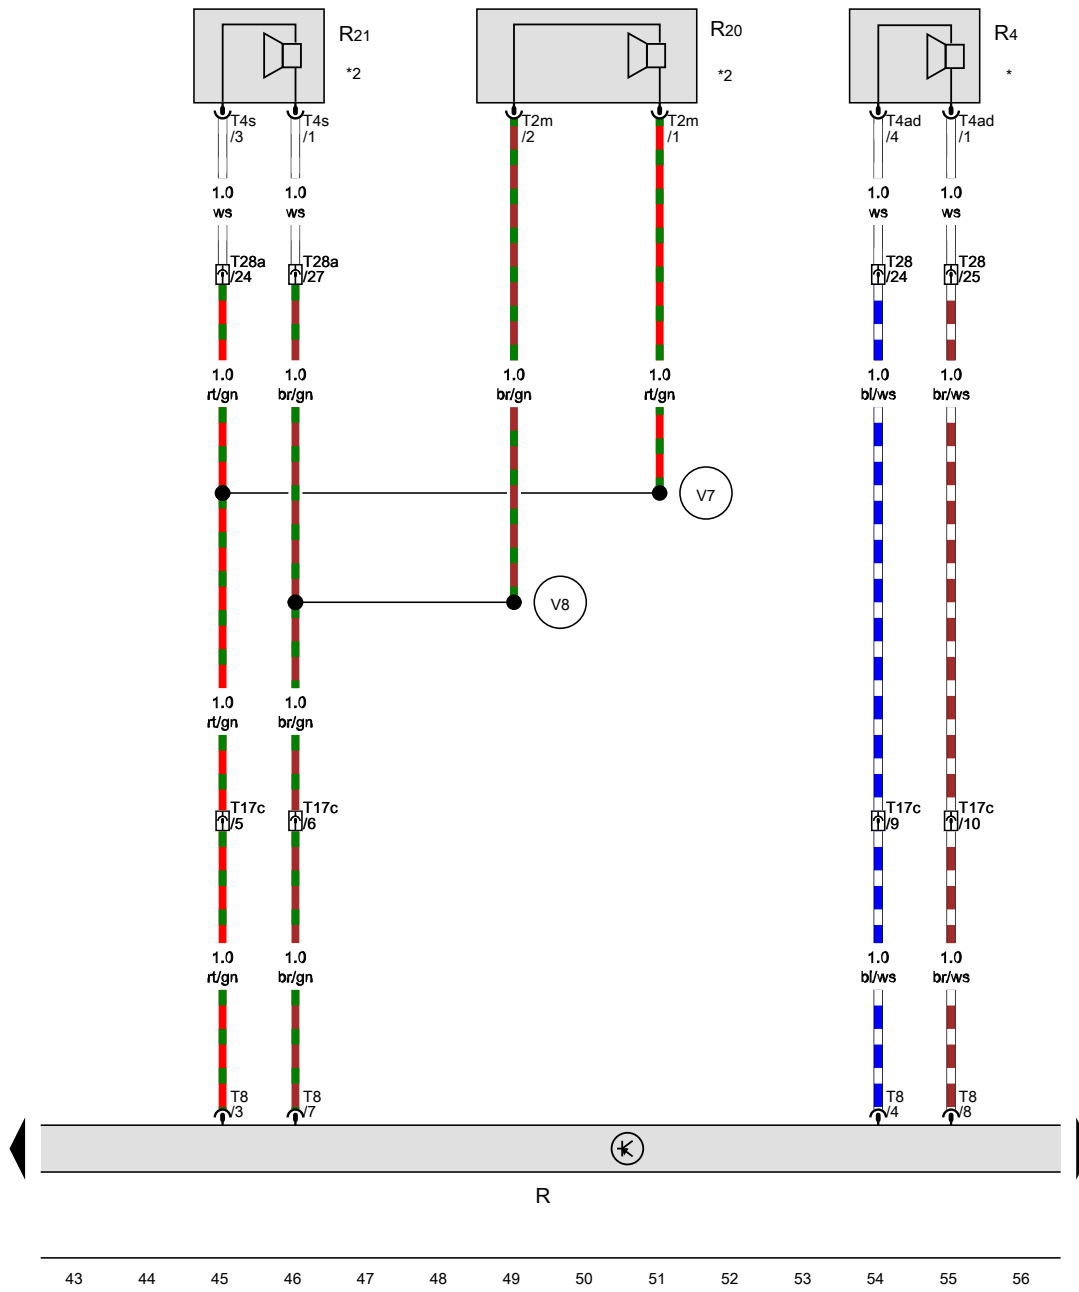 R21
*2
R20
*2
R4
*
T4s
/3
T4s
/1
T2m
/2
T2m
/1
T4ad
/4
T4ad
/1
1.0
ws
1.0
ws
1.0
ws
1.0
ws
T28a
/24
T28a
/27
T28
/24
T28
/25
1.0
rt/gn
1.0
br/gn
1.0
br/gn
1.0
rt/gn
1.0
bl/ws
1.0
br/ws
V7
V8
1.0
rt/gn
1.0
br/gn
T17c
/5
T17c
/6
T17c
/9
T17c
/10
1.0
rt/gn
1.0
br/gn
1.0
bl/ws
1.0
br/ws
T8
/3
T8
/7
T8
/4
T8
/8
R
43 44 45 46 47 48 49 50 51 52 53 54 55 56